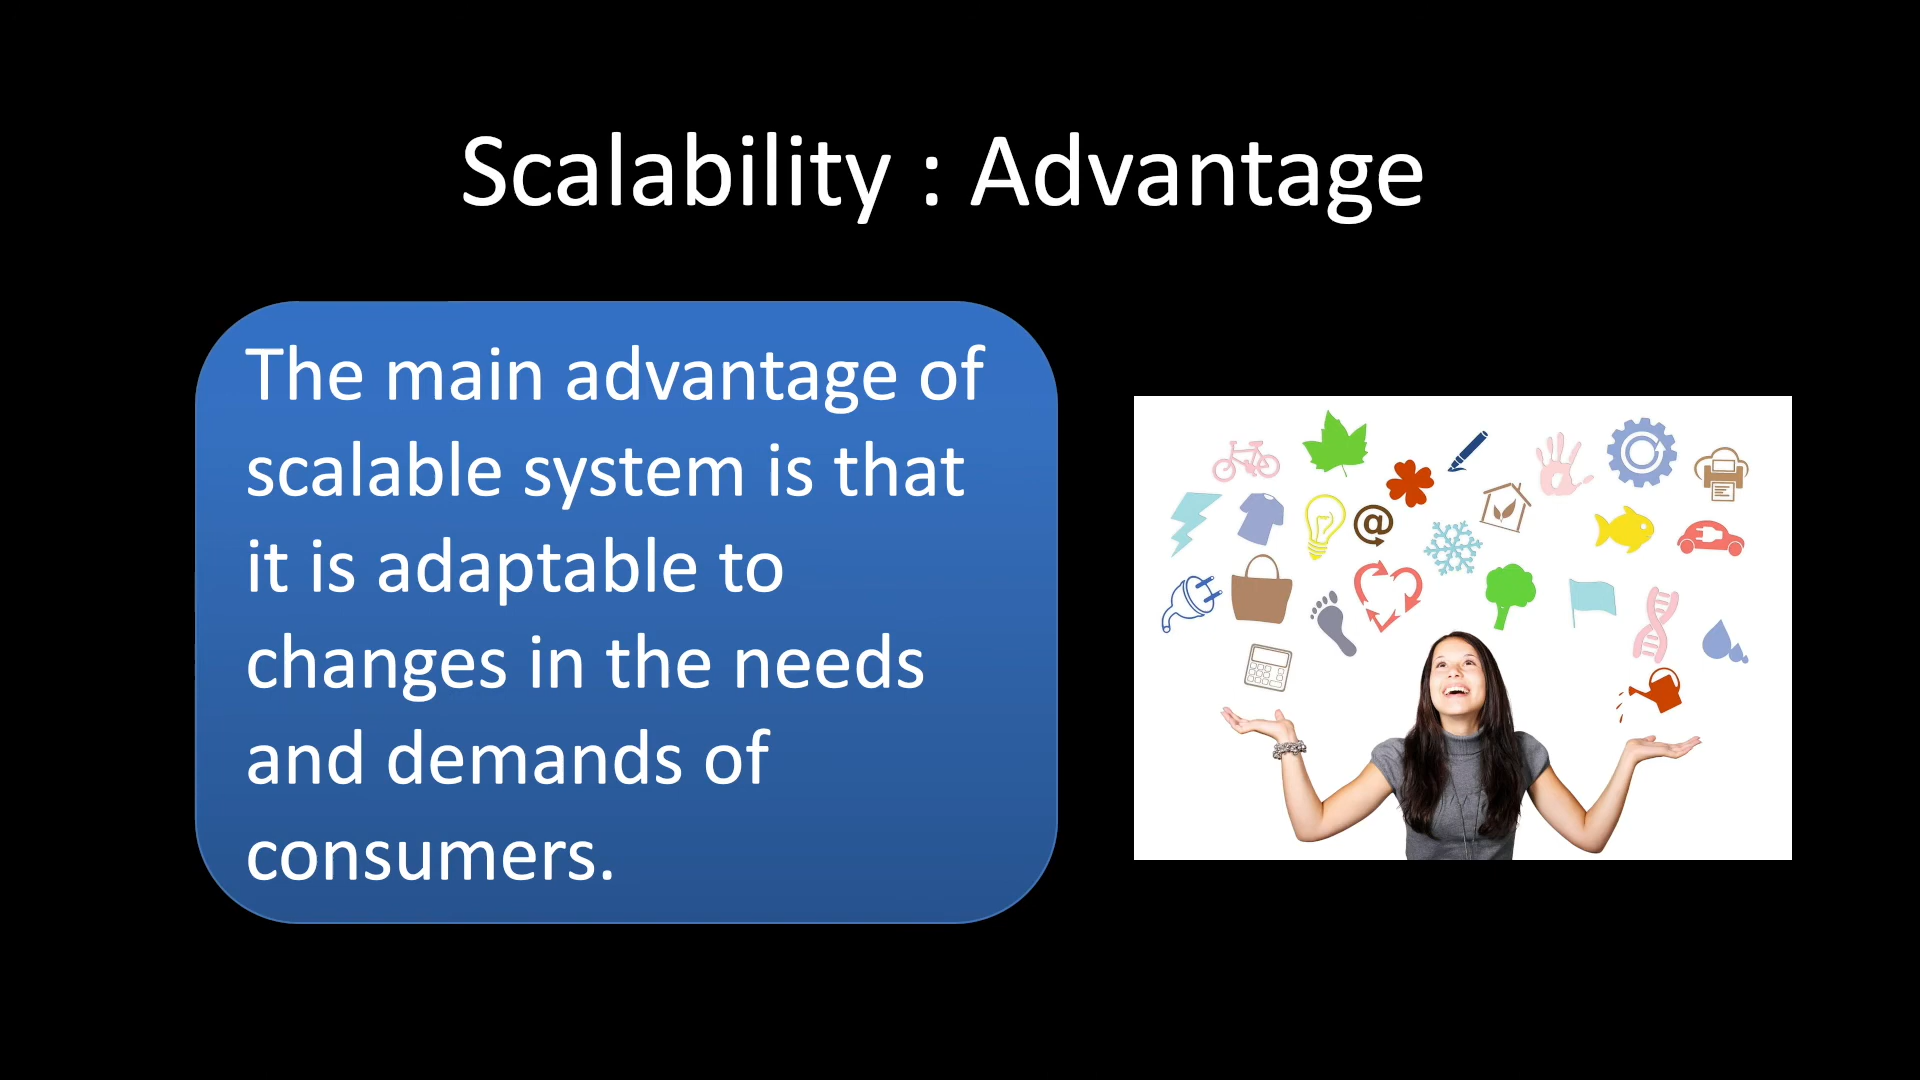 Scalability : Advantage
The main advantage of
scalable system is that
it is adaptable to
changes in the needs
and demands of
consumers.
@